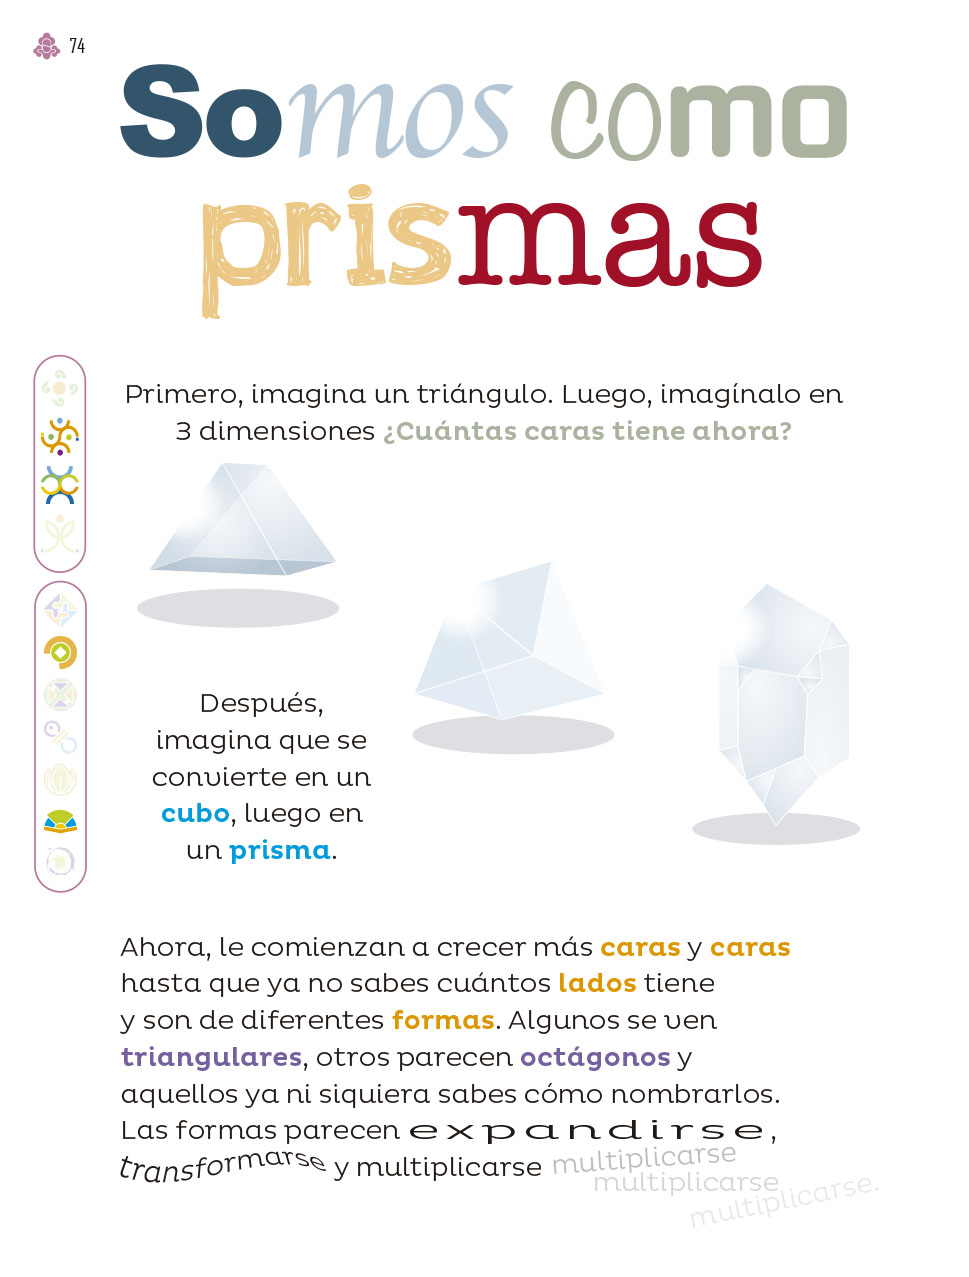 74
Somos como
prismas
Primero, imagina un triángulo. Luego, imagínalo en
3 dimensiones ¿Cuántas caras tiene ahora?
Después,
imagina que se
convierte en un
cubo, luego en
un prisma.
Ahora, le comienzan a crecer más caras y caras
hasta que ya no sabes cuántos lados tiene
y son de diferentes formas. Algunos se ven
triangulares, otros parecen octágonos y
aquellos ya ni siquiera sabes cómo nombrarlos.
Las formas parecen expandirse,
transformarse y multiplicarse multiplicarse
multiplicarse
multiplicarse.